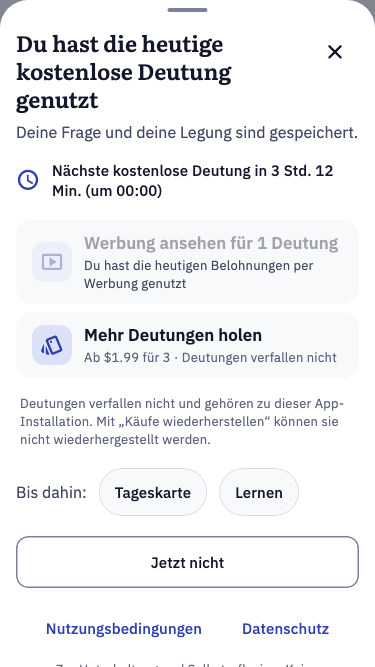 Du hast die heutige
kostenlose Deutung
genutzt
Deine Frage und deine Legung sind gespeichert.
Nächste kostenlose Deutung in 3 Std. 12
Min. (um 00:00)
Werbung ansehen für 1 Deutung
Du hast die heutigen Belohnungen per
Werbung genutzt
Mehr Deutungen holen
Ab $1.99 für 3 · Deutungen verfallen nicht
Deutungen verfallen nicht und gehören zu dieser App-
Installation. Mit „Käufe wiederherstellen“ können sie
nicht wiederhergestellt werden.
Bis dahin:
Tageskarte
Lernen
Jetzt nicht
Nutzungsbedingungen
Datenschutz